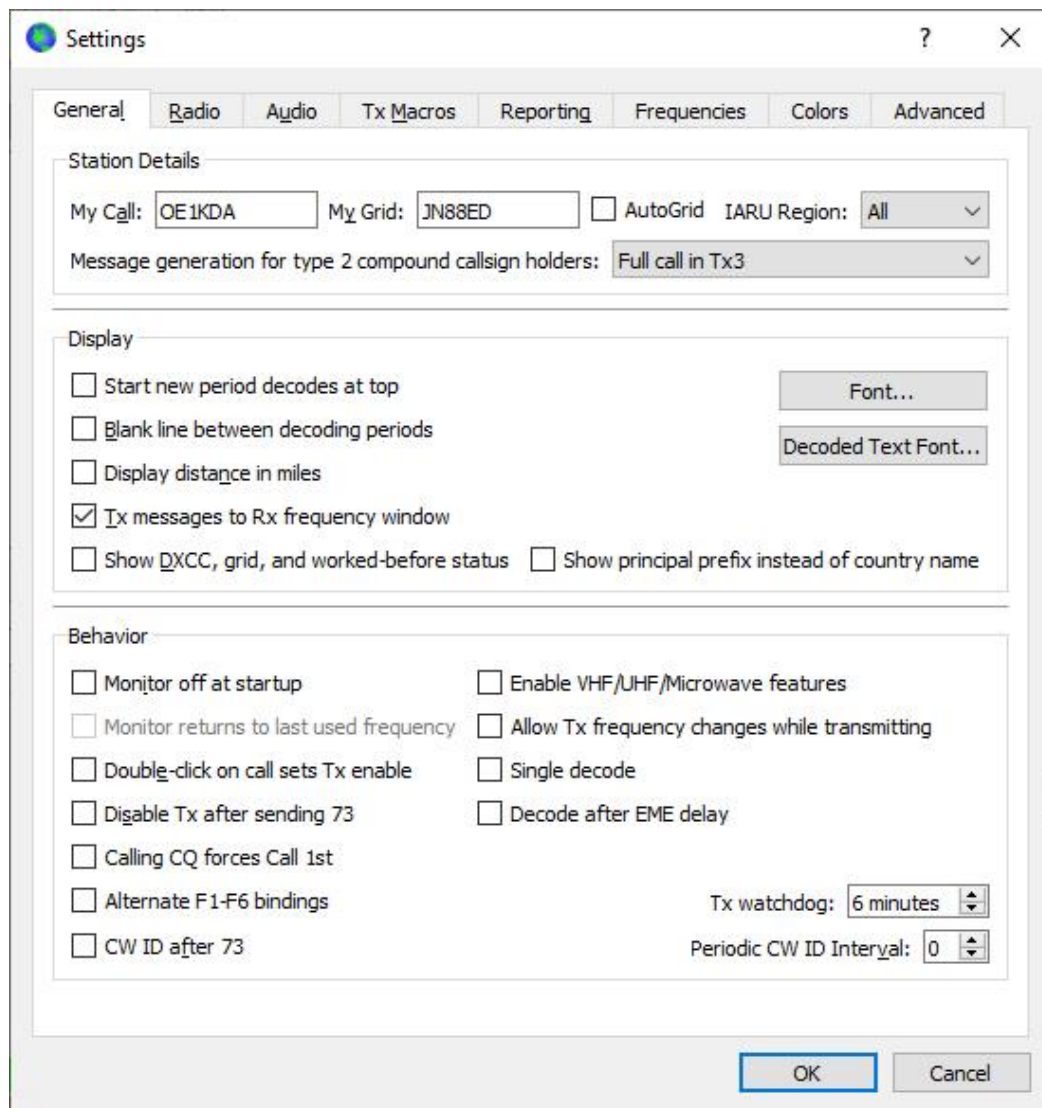 Settings
?
General Radio Audio Tx Macros Reporting Frequencies Colors Advanced
Station Details
My Call: OE1KDA My Grid: JN88ED AutoGrid IARU Region: All
Message generation for type 2 compound callsign holders: Full call in Tx3
Display
Start new period decodes at top Font...
Blank line between decoding periods Decoded Text Font...
Display distance in miles
Tx messages to Rx frequency window
Show DXCC, grid, and worked-before status Show principal prefix instead of country name
Behavior
Monitor off at startup Enable VHF/UHF/Microwave features
Monitor returns to last used frequency Allow Tx frequency changes while transmitting
Double-click on call sets Tx enable Single decode
Disable Tx after sending 73 Decode after EME delay
Calling CQ forces Call 1st
Alternate F1-F6 bindings Tx watchdog: 6 minutes
CW ID after 73 Periodic CW ID Interval: 0
OK Cancel